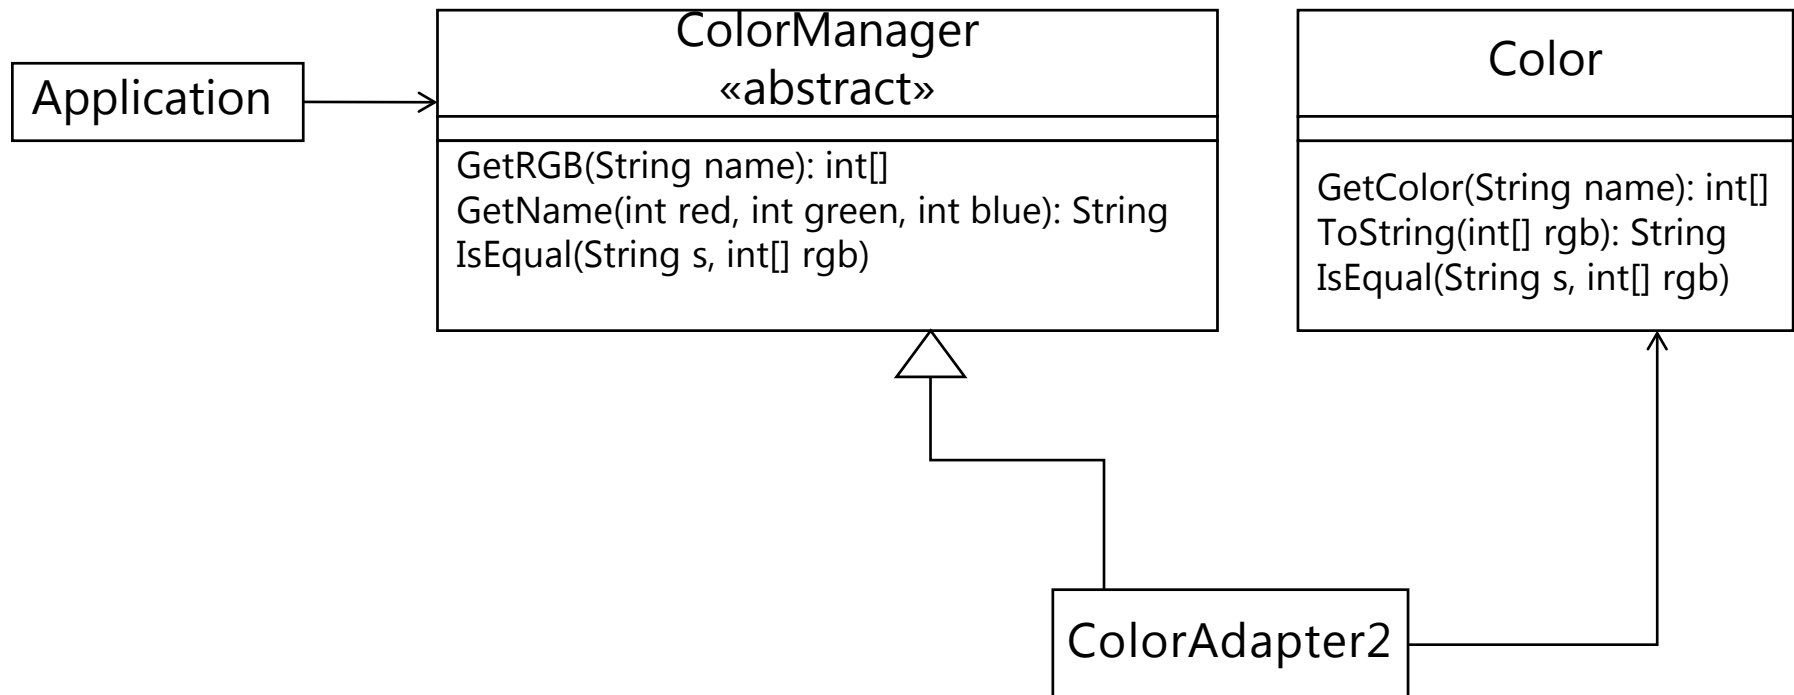 Application
ColorManager
«abstract»
GetRGB(String name): int[]
GetName(int red, int green, int blue): String
IsEqual(String s, int[] rgb)
Color
GetColor(String name): int[]
ToString(int[] rgb): String
IsEqual(String s, int[] rgb)
ColorAdapter2